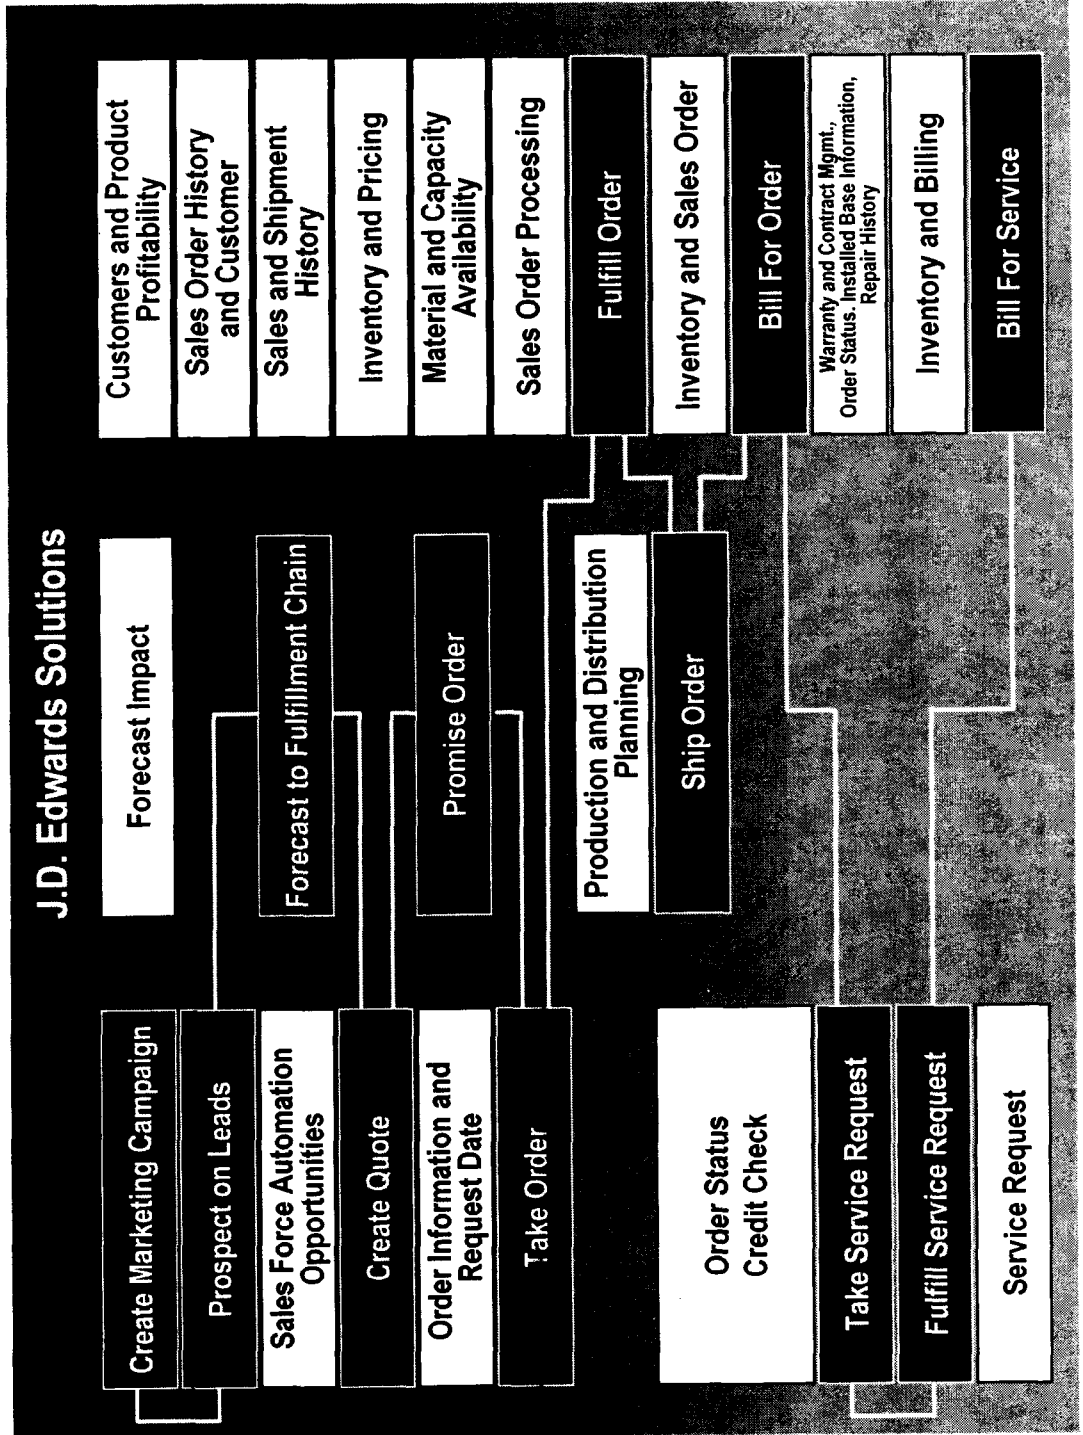 J.D. Edwards Solutions
Create Marketing Campaign
Prospect on Leads
Sales Force Automation
Opportunities
Create Quote
Order Information and
Request Date
Take Order
Order Status
Credit Check
Take Service Request
Fulfill Service Request
Service Request
Forecast Impact
Forecast to Fulfillment Chain
Promise Order
Production and Distribution
Planning
Ship Order
Customers and Product
Profitability
Sales Order History
and Customer
Sales and Shipment
History
Inventory and Pricing
Material and Capacity
Availability
Sales Order Processing
Fulfill Order
Inventory and Sales Order
Bill For Order
Warranty and Contract Mgmt.,
Order Status. Installed Base Information,
Repair History
Inventory and Billing
Bill For Service